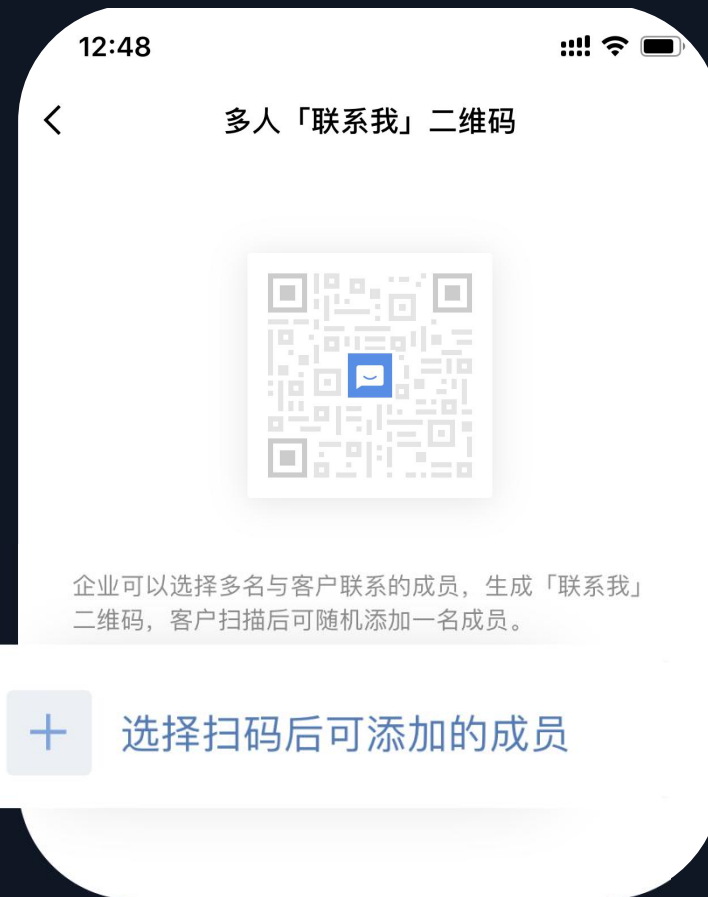 12:48
多人「联系我」二维码
企业可以选择多名与客户联系的成员，生成「联系我」
二维码，客户扫描后可随机添加一名成员。
选择扫码后可添加的成员